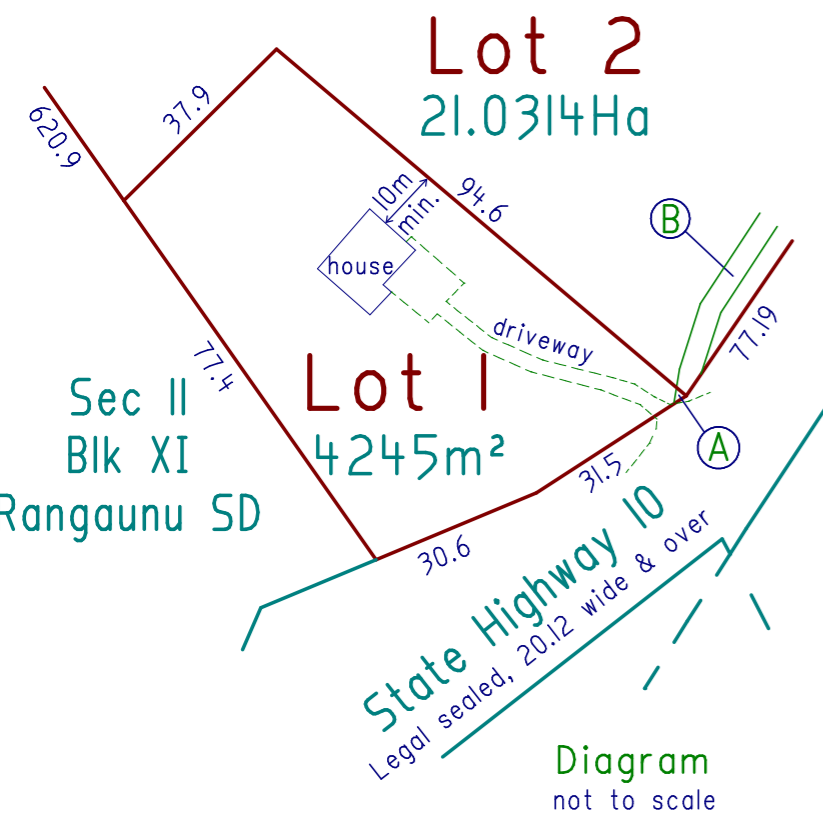 Lot 2
21.0314Ha
37.9
620.9
10m
min.
94.6
B
house
driveway
77.19
77.4
Lot 1
4245m²
Sec II
Blk XI
Rangaunu SD
A
31.5
30.6
State Highway 10
Legal sealed, 20.12 wide & over
Diagram
not to scale